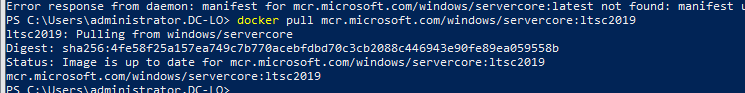 Error response from daemon: manifest for mcr.microsoft.com/windows/servercore:latest not found: manifest u
PS C:\Users\administrator.DC-LO> docker pull mcr.microsoft.com/windows/servercore:ltsc2019
ltsc2019: Pulling from windows/servercore
Digest: sha256:4fe58f25a157ea749c7b770acebfdbd70c3cb2088c446943e90fe89ea059558b
Status: Image is up to date for mcr.microsoft.com/windows/servercore:ltsc2019
mcr.microsoft.com/windows/servercore:ltsc2019
PS C:\Users\administrator.DC-LO>